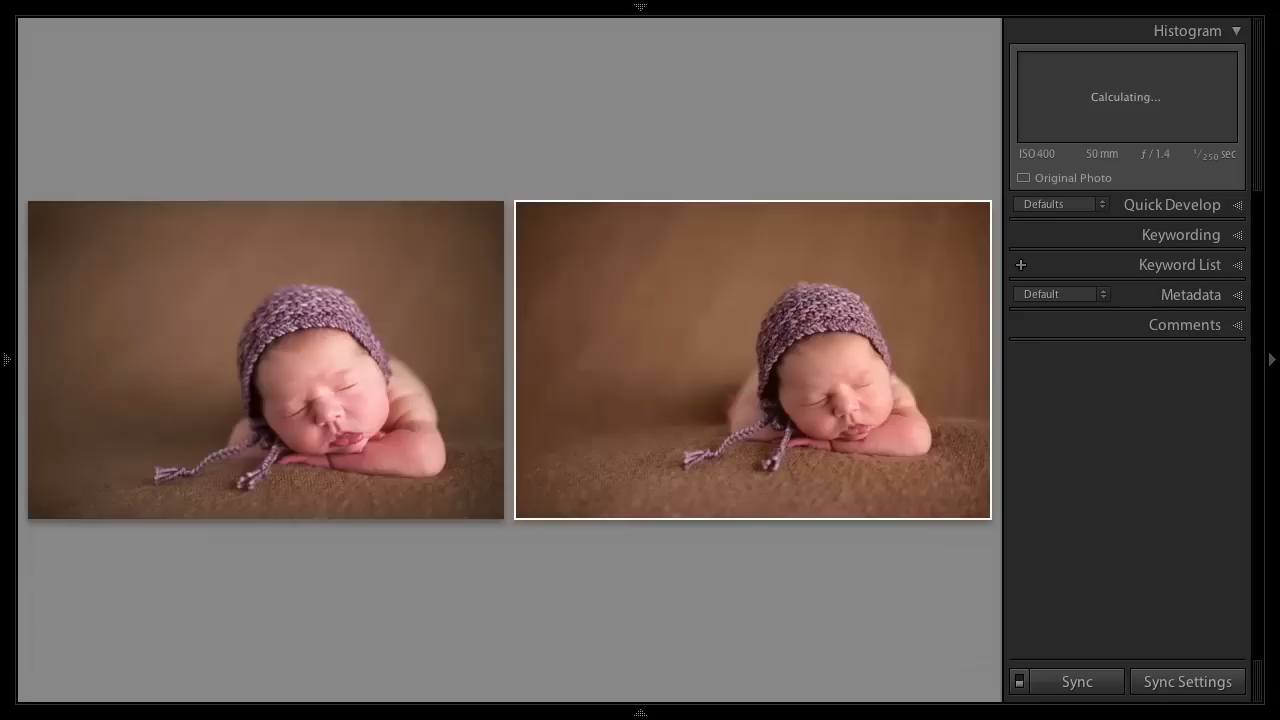 Histogram
Calculating...
ISO 400 50 mm ƒ / 1.4 1/250 sec
Original Photo
Defaults Quick Develop
Keywording
Keyword List
Default Metadata
Comments
Sync Sync Settings